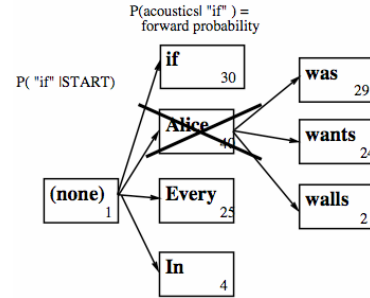 P(acoustics| "if" ) =
forward probability
P( "if" |START)
if
30
Alice
40
was
29
wants
24
walls
2
(none)
1
Every
25
In
4